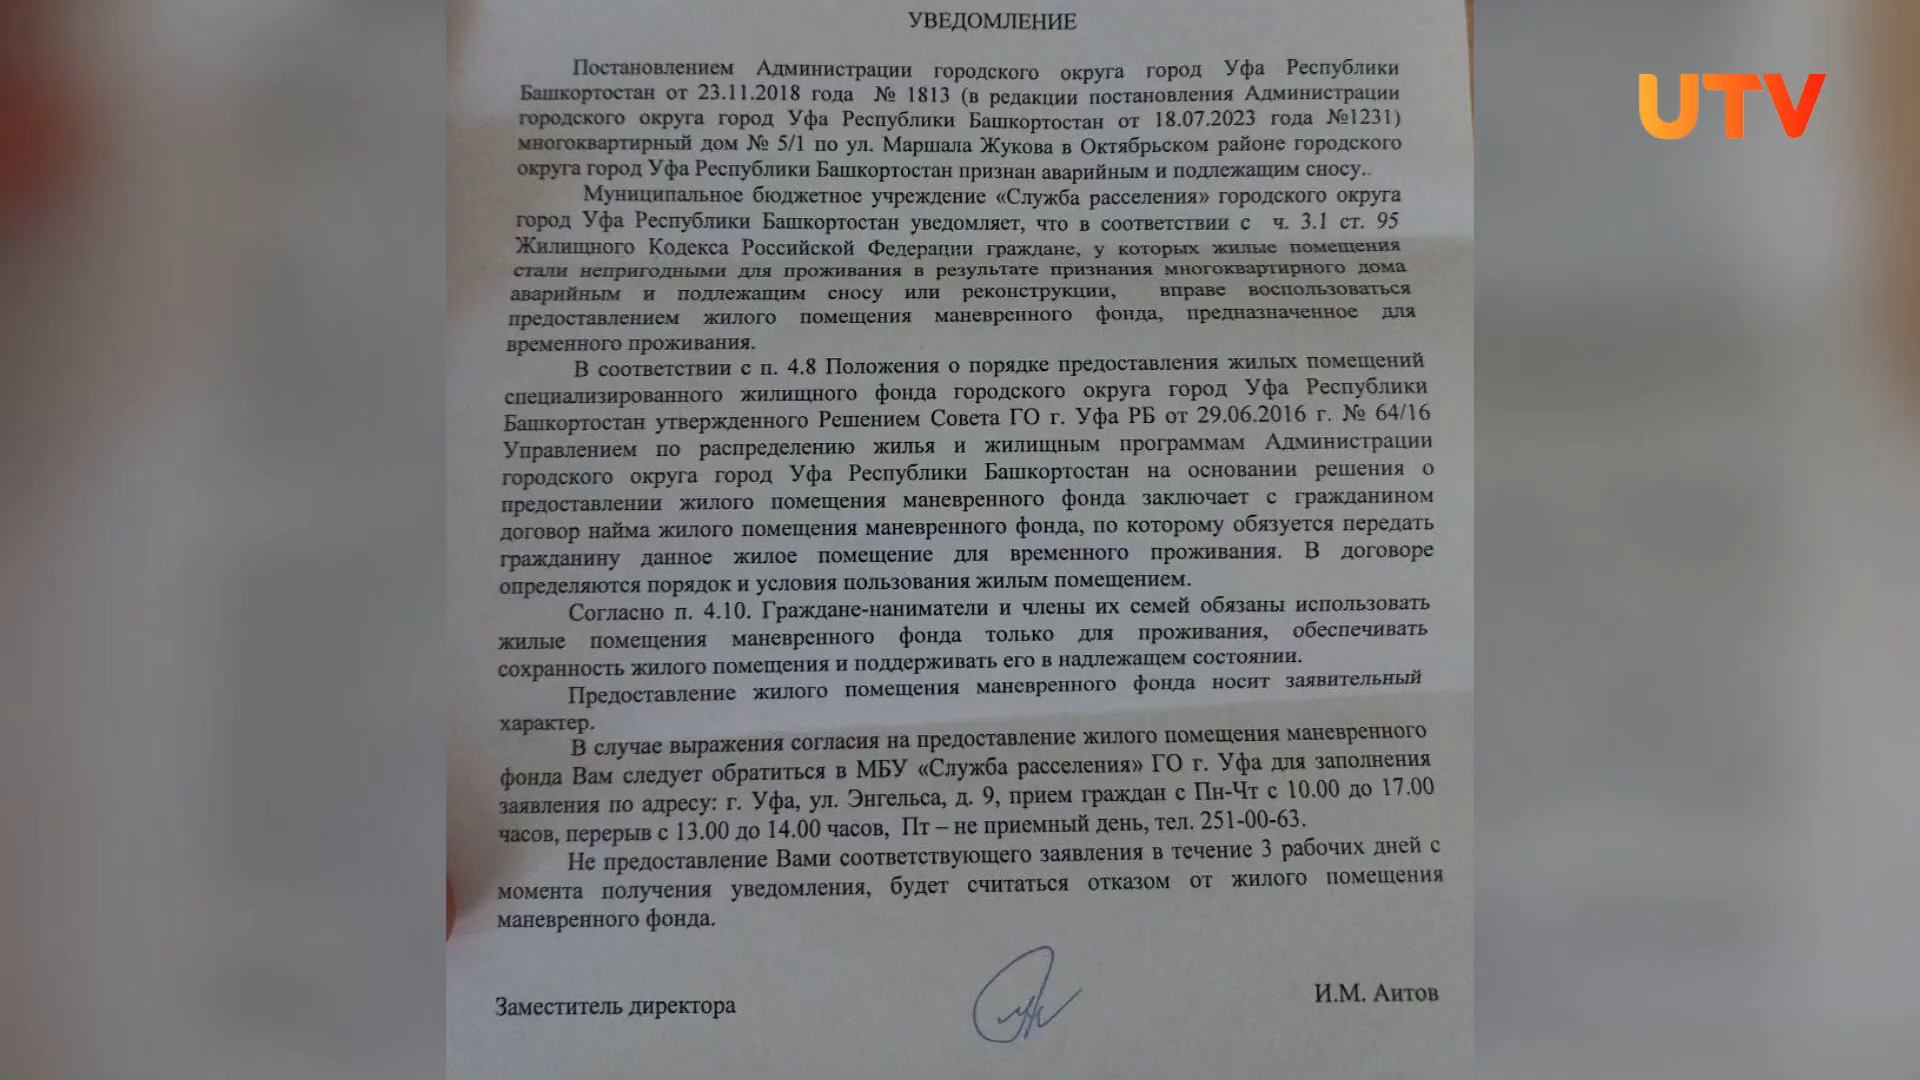 УВЕДОМЛЕНИЕ
UTV
Постановлением Администрации городского округа город Уфа Республики
Башкортостан от 23.11.2018 года № 1813 (в редакции постановления Администрации
городского округа город Уфа Республики Башкортостан от 18.07.2023 года №1231)
многоквартирный дом № 5/1 по ул. Маршала Жукова в Октябрьском районе городского
округа город Уфа Республики Башкортостан признан аварийным и подлежащим сносу..
Муниципальное бюджетное учреждение «Служба расселения» городского округа
город Уфа Республики Башкортостан уведомляет, что в соответствии с ч. 3.1 ст. 95
Жилищного Кодекса Российской Федерации граждане, у которых жилые помещения
стали непригодными для проживания в результате признания многоквартирного дома
аварийным и подлежащим сносу или реконструкции, вправе воспользоваться
предоставлением жилого помещения маневренного фонда, предназначенное для
временного проживания.
В соответствии с п. 4.8 Положения о порядке предоставления жилых помещений
специализированного жилищного фонда городского округа город Уфа Республики
Башкортостан утвержденного Решением Совета ГО г. Уфа РБ от 29.06.2016 г. № 64/16
Управлением по распределению жилья и жилищным программам Администрации
городского округа город Уфа Республики Башкортостан на основании решения о
предоставлении жилого помещения маневренного фонда заключает с гражданином
договор найма жилого помещения маневренного фонда, по которому обязуется передать
гражданину данное жилое помещение для временного проживания. В договоре
определяются порядок и условия пользования жилым помещением.
Согласно п. 4.10. Граждане-наниматели и члены их семей обязаны использовать
жилые помещения маневренного фонда только для проживания, обеспечивать
сохранность жилого помещения и поддерживать его в надлежащем состоянии.
Предоставление жилого помещения маневренного фонда носит заявительный
характер.
В случае выражения согласия на предоставление жилого помещения маневренного
фонда Вам следует обратиться в МБУ «Служба расселения» ГО г. Уфа для заполнения
заявления по адресу: г. Уфа, ул. Энгельса, д. 9, прием граждан с Пн-Чт с 10.00 до 17.00
часов, перерыв с 13.00 до 14.00 часов, Пт – не приемный день, тел. 251-00-63.
Не предоставление Вами соответствующего заявления в течение 3 рабочих дней с
момента получения уведомления, будет считаться отказом от жилого помещения
маневренного фонда.
Заместитель директора
И.М. Аитов